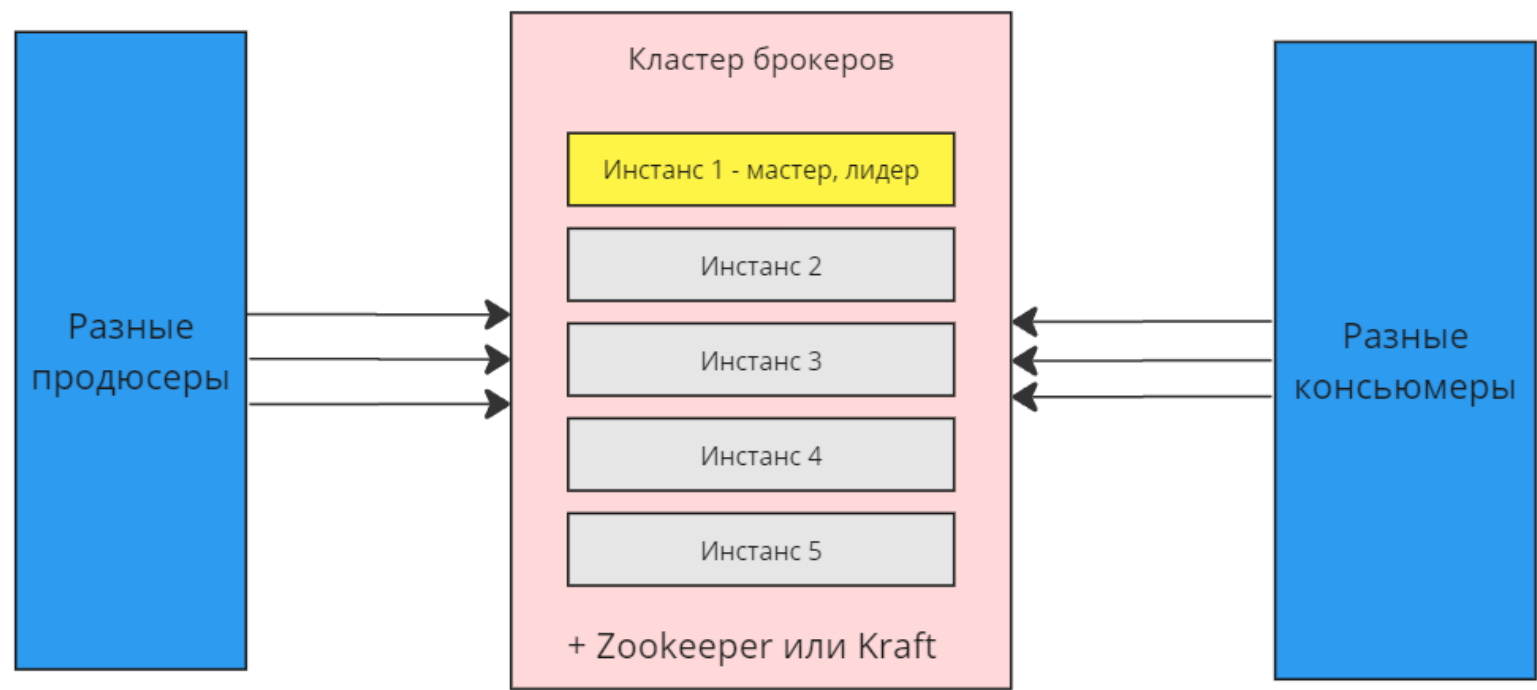 Кластер брокеров
Инстанс 1 - мастер, лидер
Инстанс 2
Инстанс 3
Инстанс 4
Инстанс 5
+ Zookeeper или Kraft
Разные
продюсеры
Разные
консьюмеры